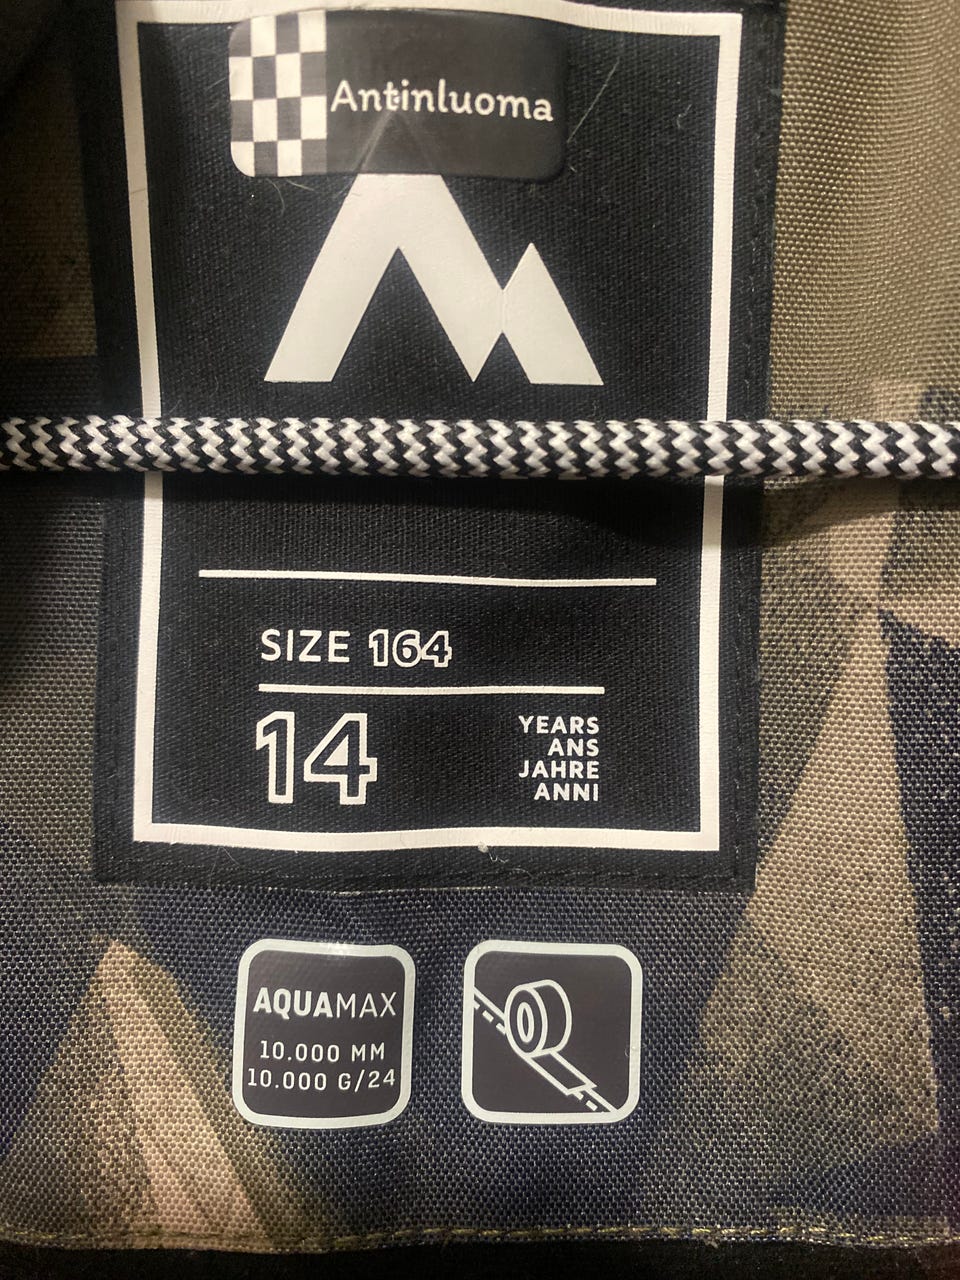 Antinluoma
SIZE 164
14
YEARS
ANS
JAHRE
ANNI
AQUAMAX
10.000 MM
10.000 G/24